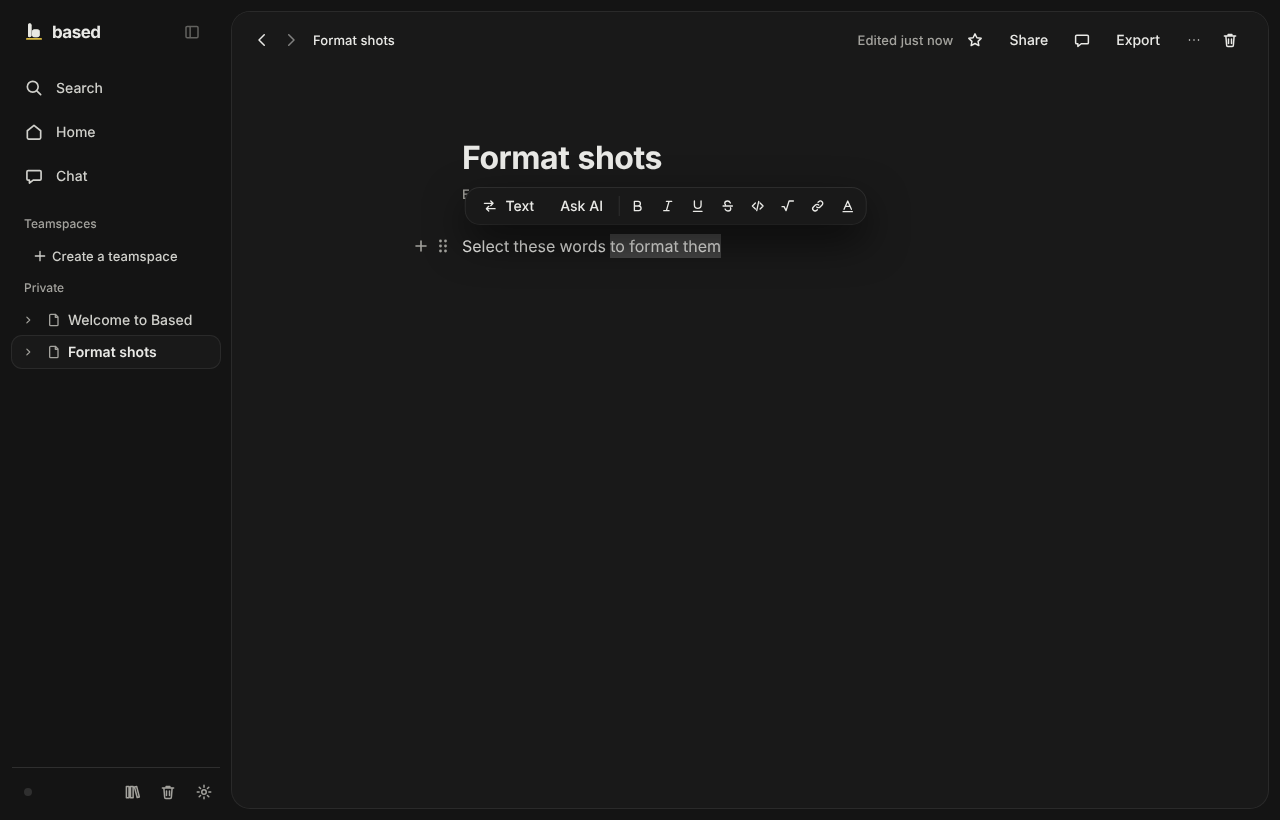 based
Search
Home
Chat
Teamspaces
Create a teamspace
Private
Welcome to Based
Format shots
Format shots
Edited just now
Share
Export
Format shots
Text
Ask AI
B
I
U
S
A
Select these words to format them